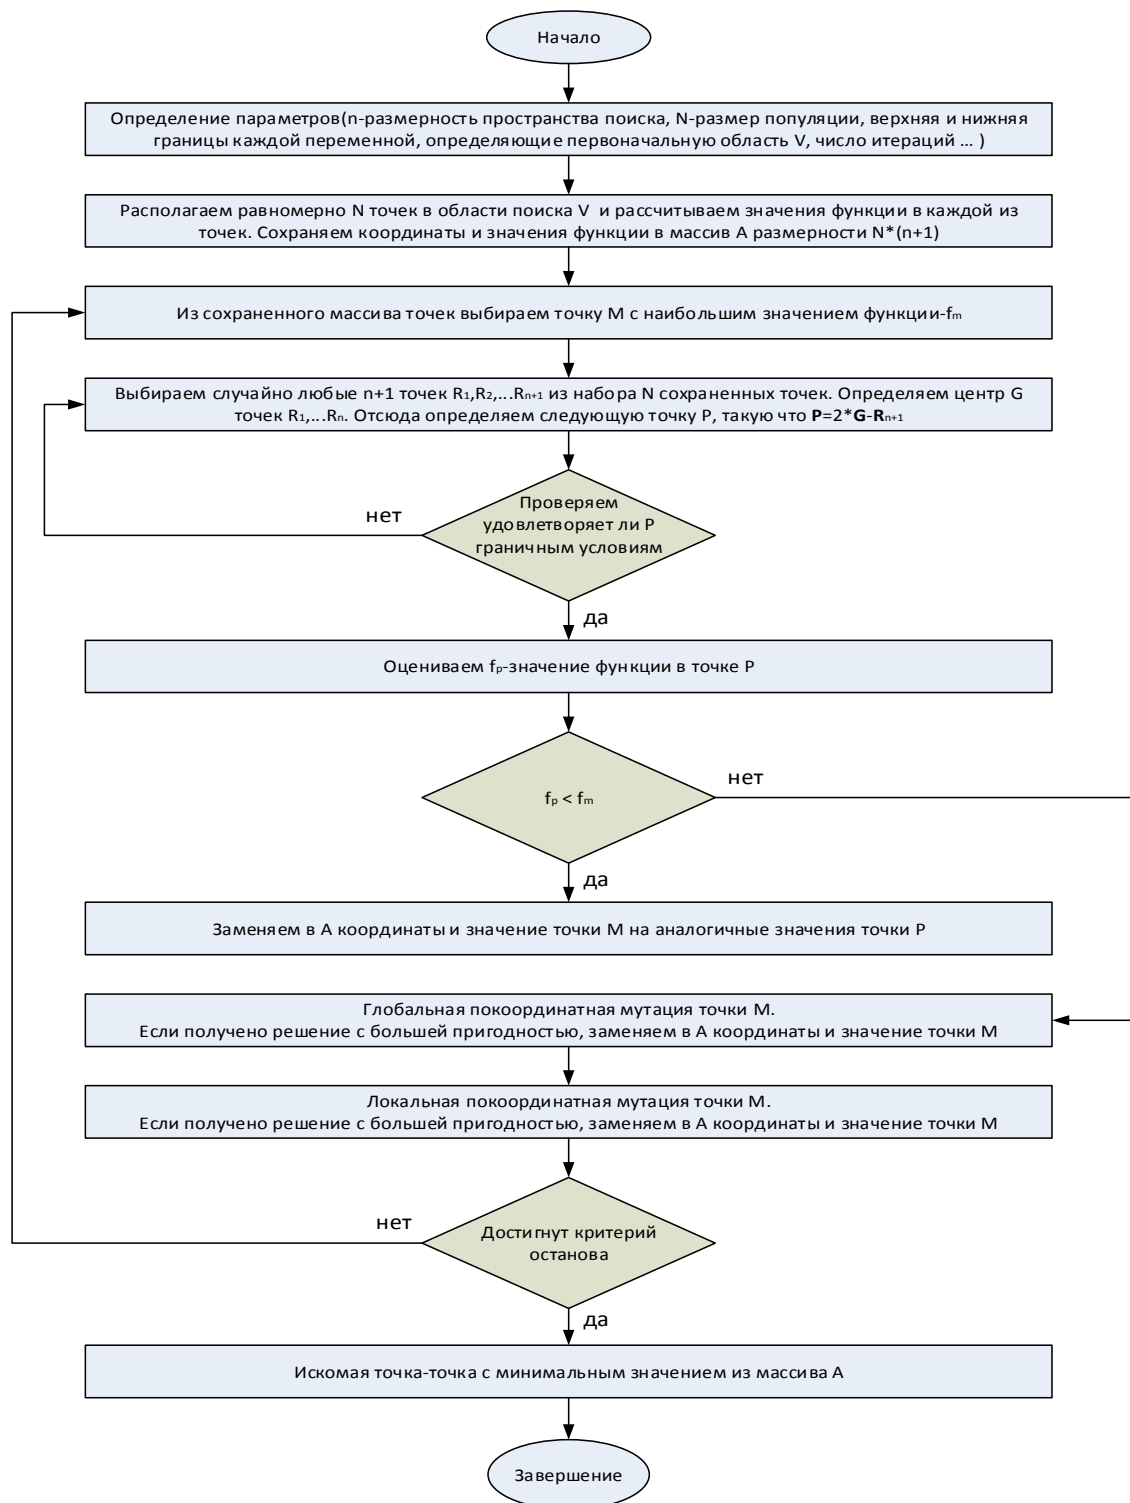 Начало
Определение параметров(n-размерность пространства поиска, N-размер популяции, верхняя и нижняя
границы каждой переменной, определяющие первоначальную область V, число итераций ... )
Располагаем равномерно N точек в области поиска V и рассчитываем значения функции в каждой из
точек. Сохраняем координаты и значения функции в массив А размерности N*(n+1)
Из сохраненного массива точек выбираем точку М с наибольшим значением функции-fₘ
Выбираем случайно любые n+1 точек R₁,R₂,...Rₙ₊₁ из набора N сохраненных точек. Определяем центр G
точек R₁,...Rₙ. Отсюда определяем следующую точку P, такую что P=2*G-Rₙ₊₁
Проверяем
удовлетворяет ли P
граничным условиям
нет
да
Оцениваем fₚ-значение функции в точке P
fₚ < fₘ
нет
да
Заменяем в А координаты и значение точки М на аналогичные значения точки P
Глобальная покоординатная мутация точки М.
Если получено решение с большей пригодностью, заменяем в А координаты и значение точки М
Локальная покоординатная мутация точки М.
Если получено решение с большей пригодностью, заменяем в А координаты и значение точки М
нет
Достигнут критерий
останова
да
Искомая точка-точка с минимальным значением из массива А
Завершение